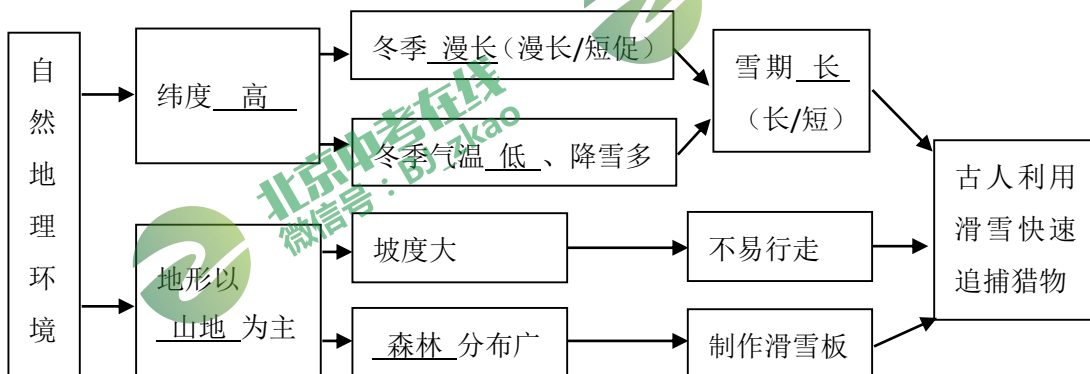 自然地理环境
纬度 高
冬季 漫长(漫长/短促)
冬季气温 低 、降雪多
雪期 长
(长/短)
地形以
山地 为主
坡度大
不易行走
森林 分布广
制作滑雪板
古人利用
滑雪快速
追捕猎物
北京中考在线
微信号:BJ_zkao